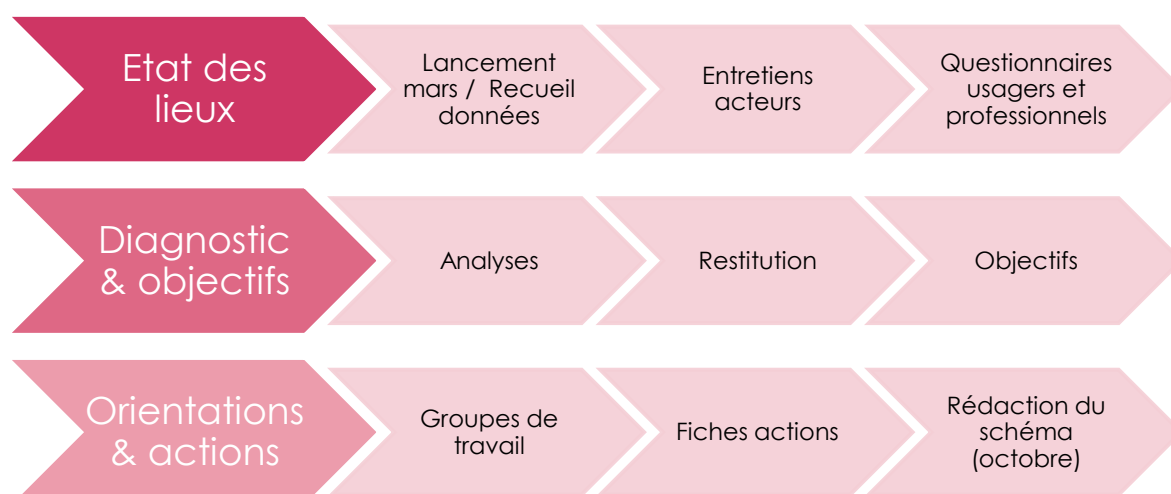 Etat des
lieux
Lancement
mars / Recueil
données
Entretiens
acteurs
Questionnaires
usagers et
professionnels
Diagnostic
& objectifs
Analyses
Restitution
Objectifs
Orientations
& actions
Groupes de
travail
Fiches actions
Rédaction du
schéma
(octobre)